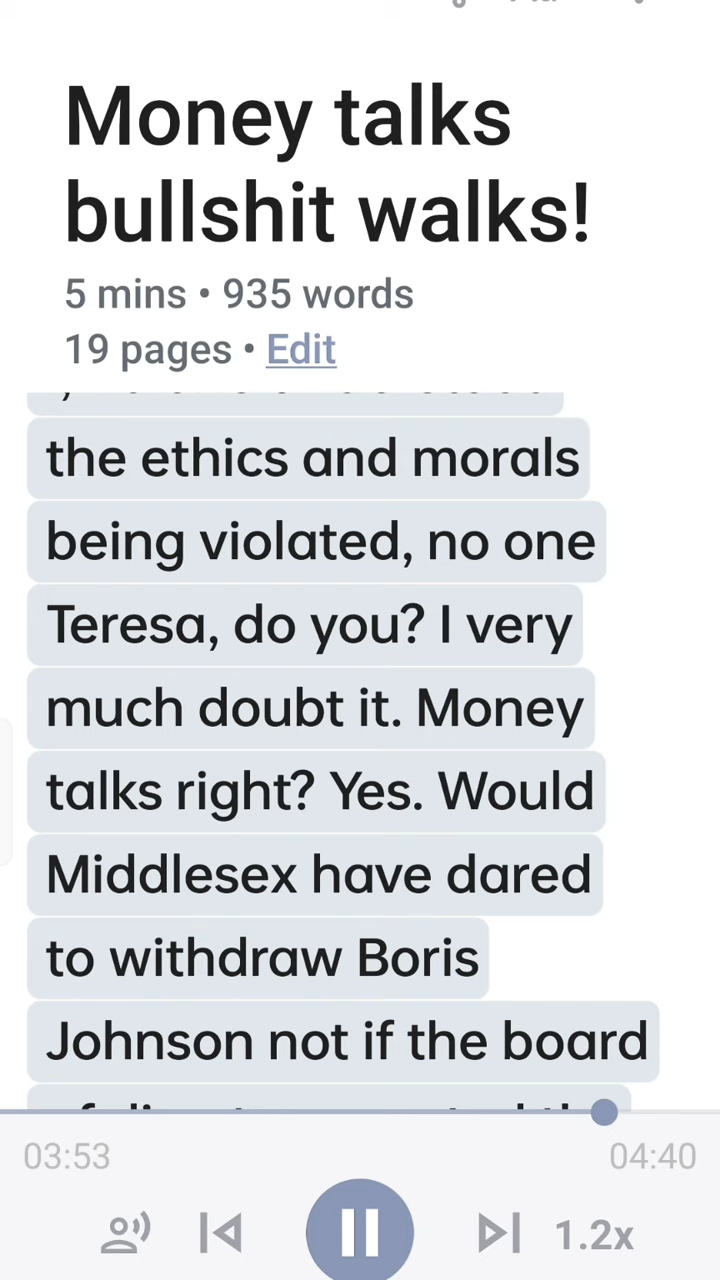 Money talks
bullshit walks!
5 mins • 935 words
19 pages • Edit
the ethics and morals
being violated, no one
Teresa, do you? I very
much doubt it. Money
talks right? Yes. Would
Middlesex have dared
to withdraw Boris
Johnson not if the board
03:53
04:40
1.2x